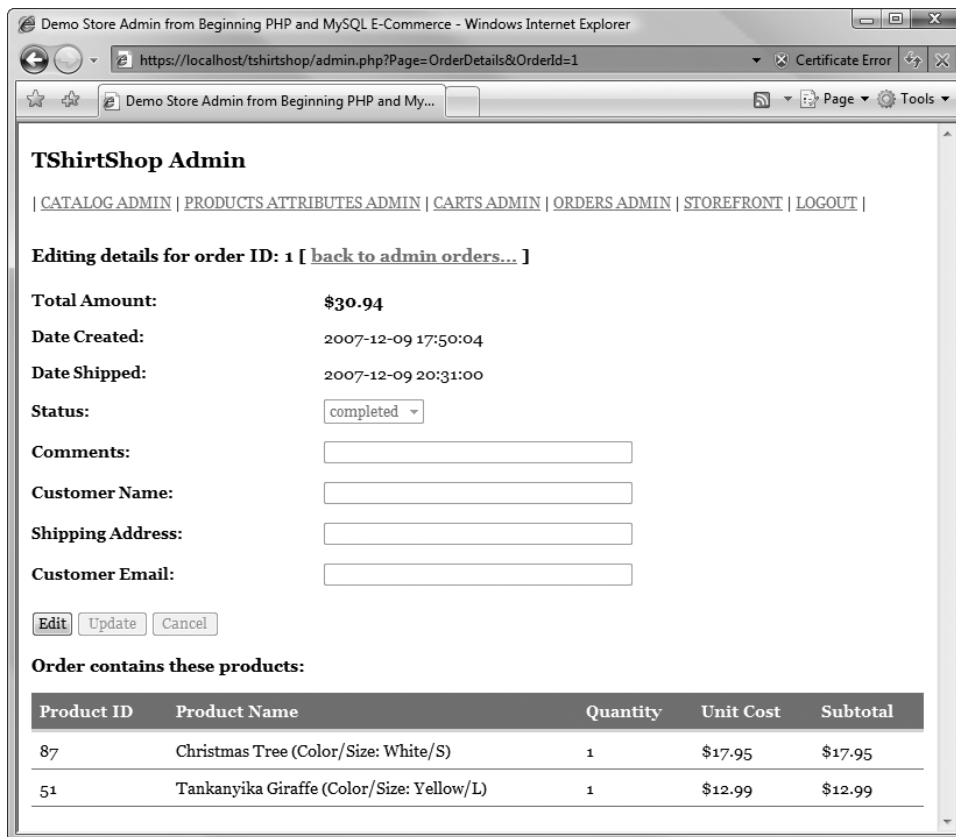 Demo Store Admin from Beginning PHP and MySQL E-Commerce - Windows Internet Explorer
https://localhost/tshirtshop/admin.php?Page=OrderDetails&OrderId=1 Certificate Error
Demo Store Admin from Beginning PHP and My... Page Tools
TShirtShop Admin
| CATALOG ADMIN | PRODUCTS ATTRIBUTES ADMIN | CARTS ADMIN | ORDERS ADMIN | STOREFRONT | LOGOUT |
Editing details for order ID: 1 [ back to admin orders... ]
Total Amount: $30.94
Date Created: 2007-12-09 17:50:04
Date Shipped: 2007-12-09 20:31:00
Status: completed
Comments:
Customer Name:
Shipping Address:
Customer Email:
Edit Update Cancel
Order contains these products:
Product ID Product Name Quantity Unit Cost Subtotal
87 Christmas Tree (Color/Size: White/S) 1 $17.95 $17.95
51 Tankanyika Giraffe (Color/Size: Yellow/L) 1 $12.99 $12.99